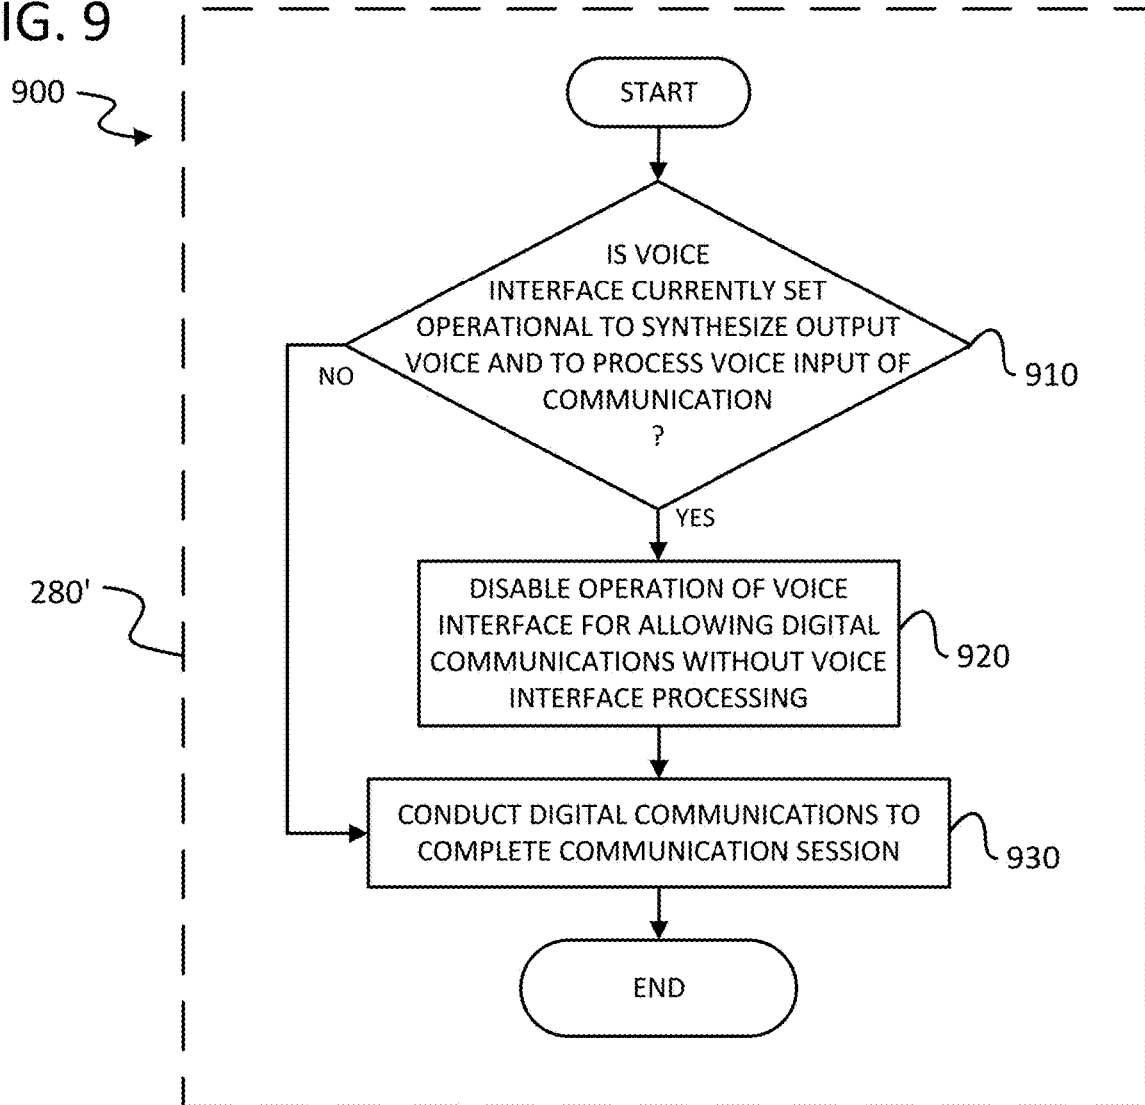 IG. 9
900
START
IS VOICE
INTERFACE CURRENTLY SET
OPERATIONAL TO SYNTHESIZE OUTPUT
VOICE AND TO PROCESS VOICE INPUT OF
COMMUNICATION
?
NO
910
YES
280'
DISABLE OPERATION OF VOICE
INTERFACE FOR ALLOWING DIGITAL
COMMUNICATIONS WITHOUT VOICE
INTERFACE PROCESSING
920
CONDUCT DIGITAL COMMUNICATIONS TO
COMPLETE COMMUNICATION SESSION
930
END